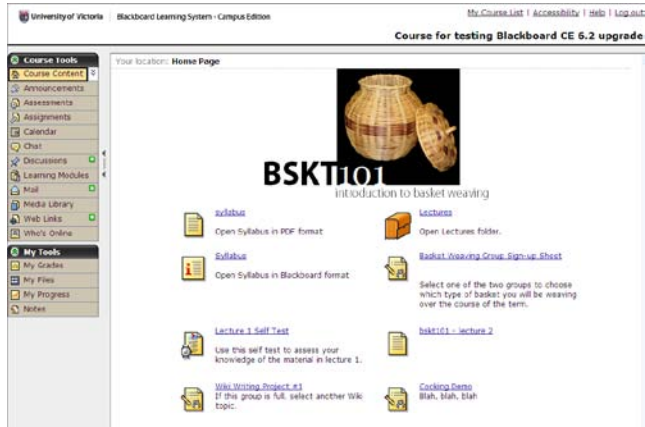 University of Victoria
Blackboard Learning System - Campus Edition
My Course List | Accessibility | Help | Log out
Course for testing Blackboard CE 6.2 upgrade
Course Tools
Course Content
Announcements
Assessments
Assignments
Calendar
Chat
Discussions
Learning Modules
Mail
Media Library
Web Links
Who's Online
My Tools
My Grades
My Files
My Progress
Notes
Your location: Home Page
BSKT101
introduction to basket weaving
syllabus
Open Syllabus in PDF format
Lectures
Open Lectures folder.
Syllabus
Open Syllabus in Blackboard format
Basket Weaving Group Sign-up Sheet
Select one of the two groups to choose
which type of basket you will be weaving
over the course of the term.
Lecture 1 Self Test
Use this self test to assess your
knowledge of the material in lecture 1.
bskt101 - lecture 2
Wiki Writing Project #1
If this group is full, select another Wiki
topic.
Cocking Demo
Blah, blah, blah